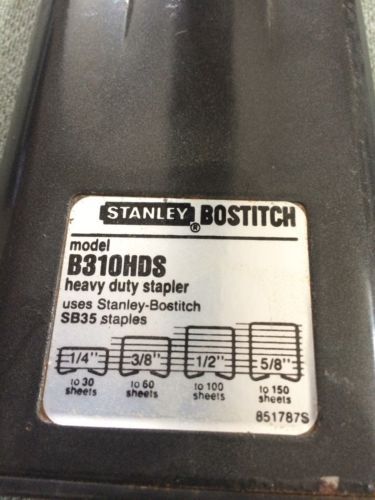 STANLEY® BOSTITCH
model
B310HDS
heavy duty stapler
uses Stanley-Bostitch
SB35 staples
1/4" 3/8" 1/2" 5/8"
to 30 to 60 to 100 to 150
sheets sheets sheets sheets
851787S